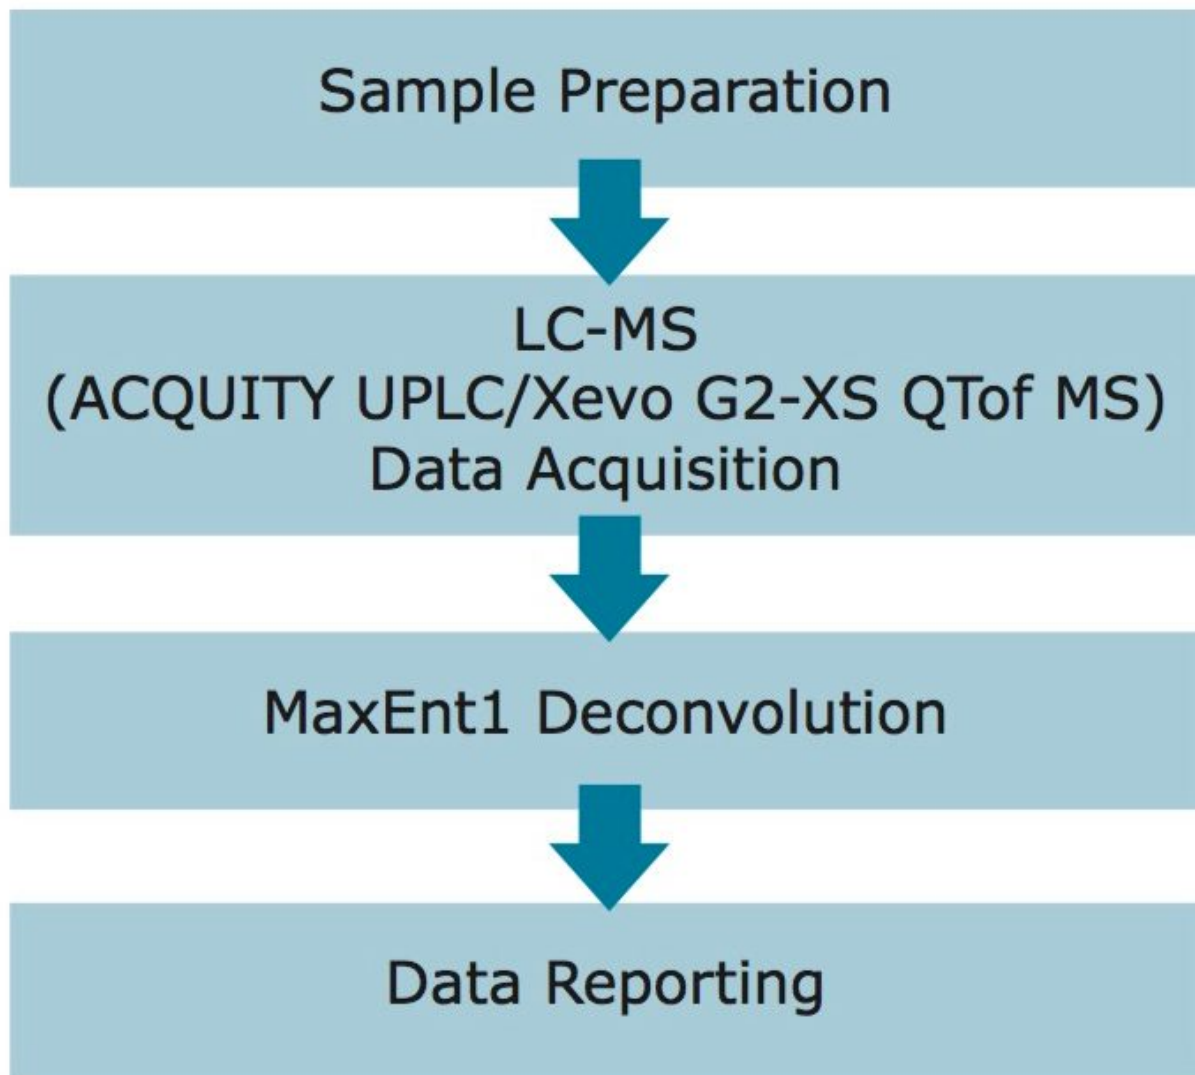 Sample Preparation
LC-MS
(ACQUITY UPLC/Xevo G2-XS QTof MS)
Data Acquisition
MaxEnt1 Deconvolution
Data Reporting